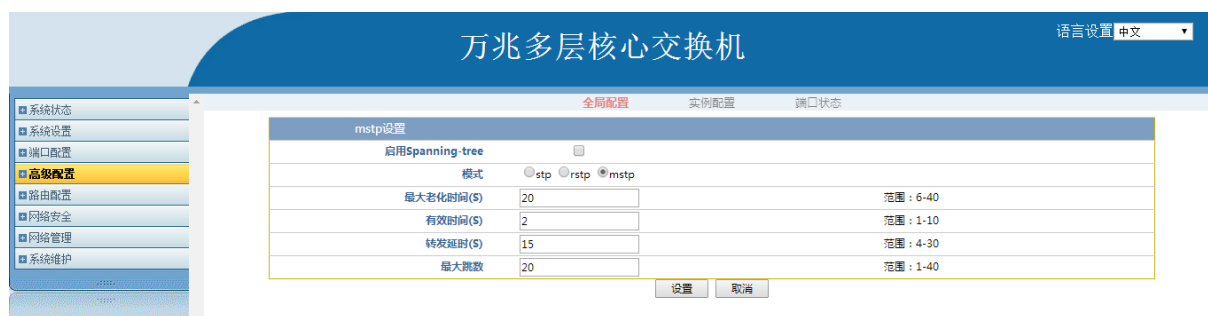 万兆多层核心交换机
语言设置 中文
系统状态
系统设置
端口配置
高级配置
路由配置
网络安全
网络管理
系统维护
全局配置 实例配置 端口状态
mstp设置
启用Spanning-tree
模式 stp rstp mstp
最大老化时间(S) 20 范围：6-40
有效时间(S) 2 范围：1-10
转发延时(S) 15 范围：4-30
最大跳数 20 范围：1-40
设置 取消